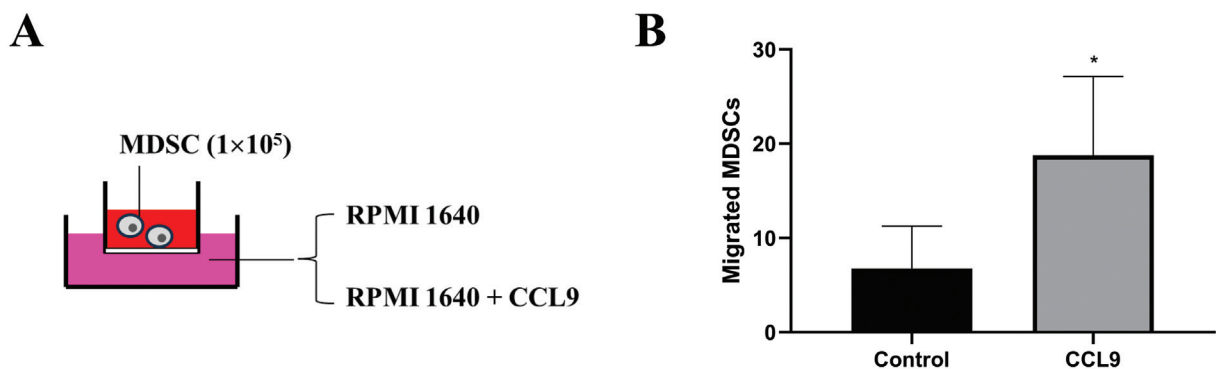 A
MDSC (1×10⁵)
RPMI 1640
RPMI 1640 + CCL9
B
Migrated MDSCs
30
20
10
0
*
Control
CCL9